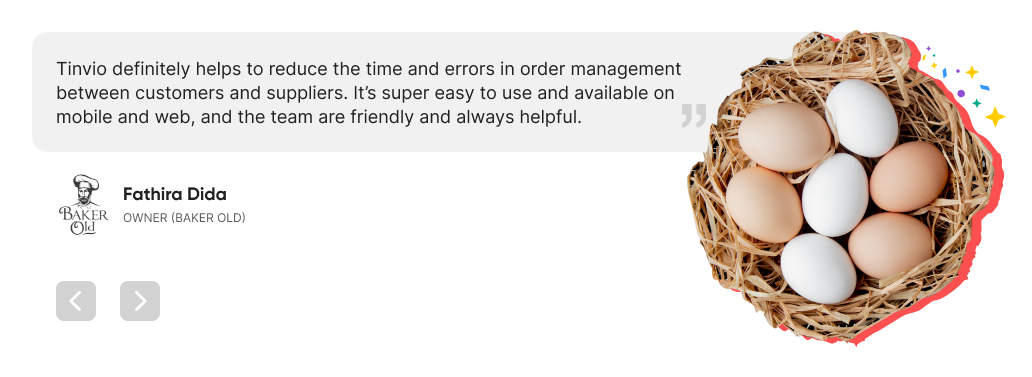 Tinvio definitely helps to reduce the time and errors in order management
between customers and suppliers. It’s super easy to use and available on
mobile and web, and the team are friendly and always helpful.
”
Fathira Dida
OWNER (BAKER OLD)
BAKER
Old